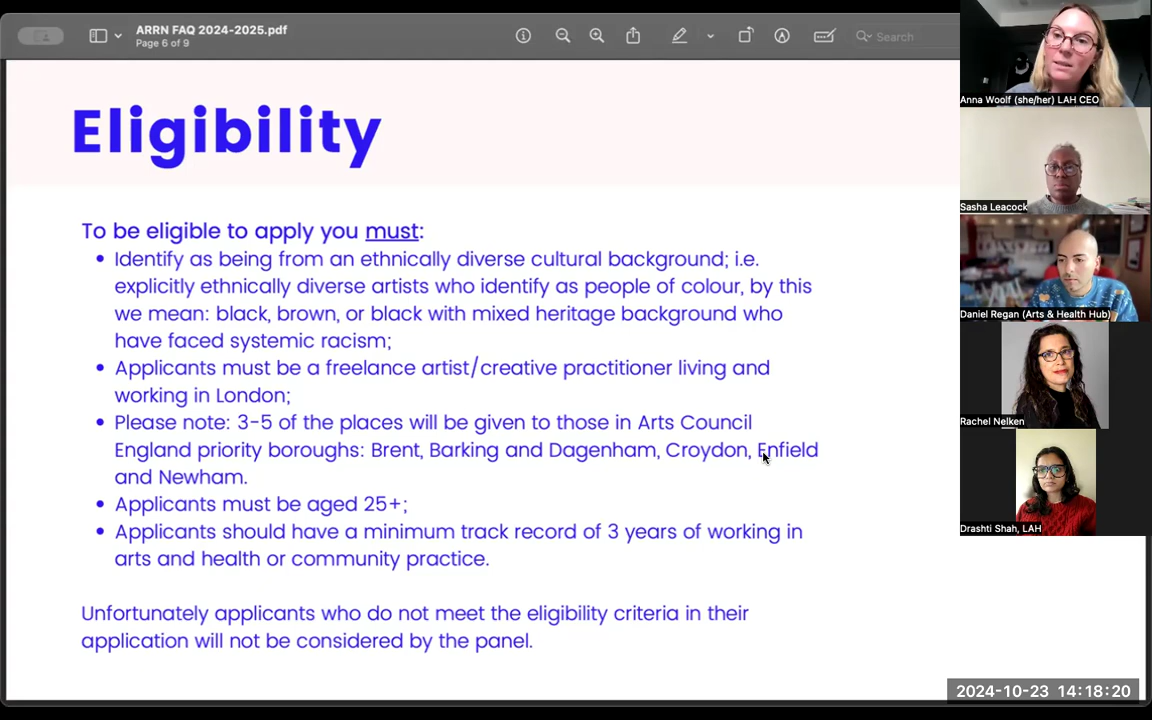 ARRN FAQ 2024-2025.pdf
Page 6 of 9
Search
Eligibility
To be eligible to apply you must:
• Identify as being from an ethnically diverse cultural background; i.e.
explicitly ethnically diverse artists who identify as people of colour, by this
we mean: black, brown, or black with mixed heritage background who
have faced systemic racism;
• Applicants must be a freelance artist/creative practitioner living and
working in London;
• Please note: 3-5 of the places will be given to those in Arts Council
England priority boroughs: Brent, Barking and Dagenham, Croydon, Enfield
and Newham.
• Applicants must be aged 25+;
• Applicants should have a minimum track record of 3 years of working in
arts and health or community practice.
Unfortunately applicants who do not meet the eligibility criteria in their
application will not be considered by the panel.
Anna Woolf (she/her) LAH CEO
Sasha Leacock
Daniel Regan (Arts & Health Hub)
Rachel Nelken
Drashti Shah, LAH
2024-10-23 14:18:20